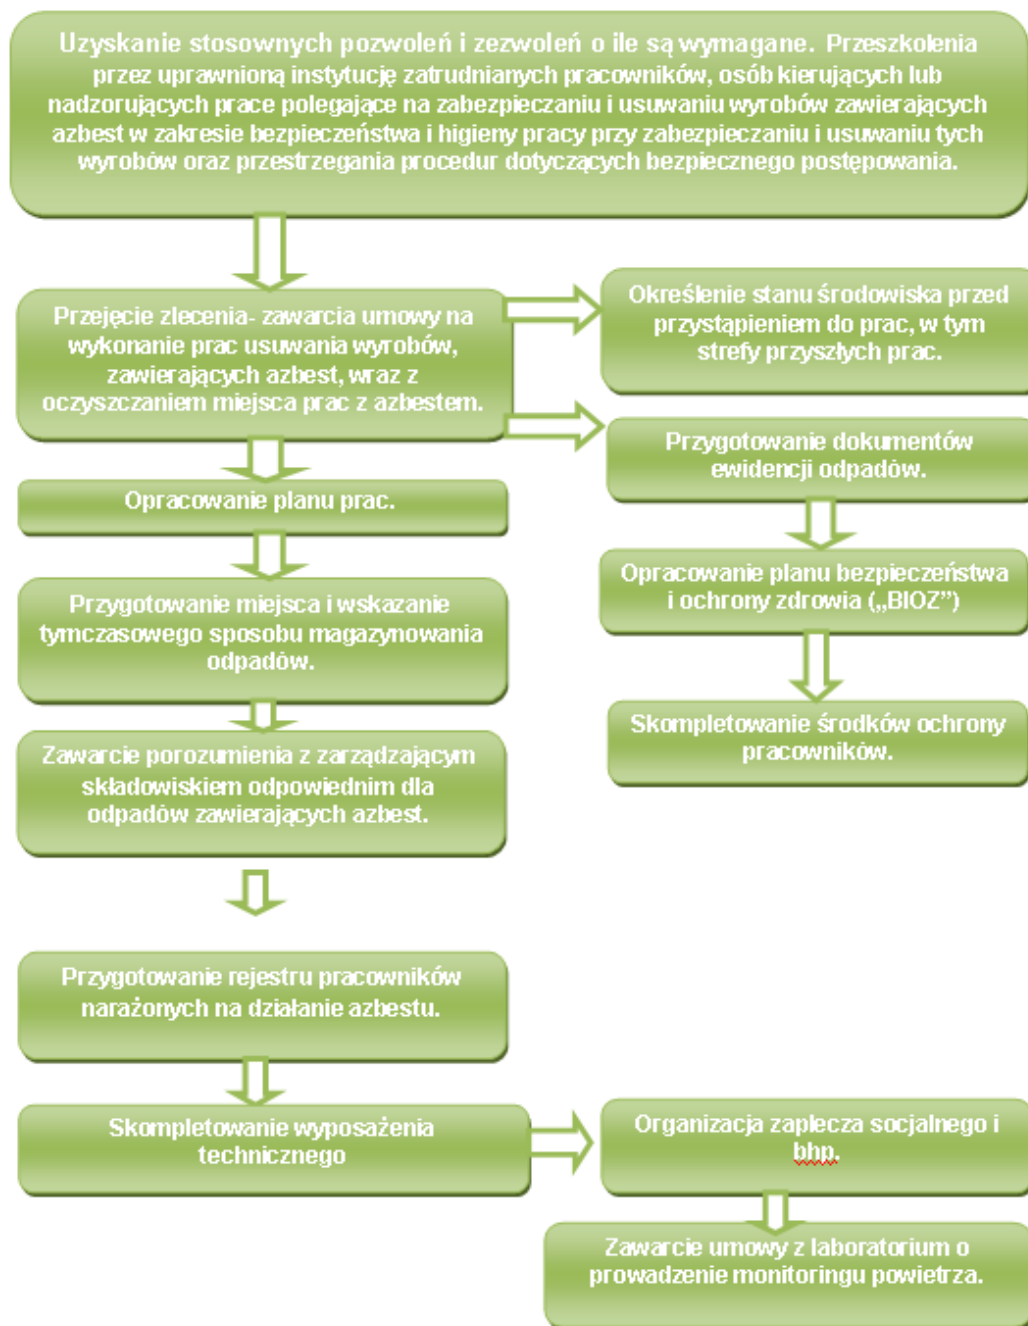 Uzyskanie stosownych pozwoleń i zezwoleń o ile są wymagane. Przeszkolenia
przez uprawnioną instytucję zatrudnianych pracowników, osób kierujących lub
nadzorujących prace polegające na zabezpieczaniu i usuwaniu wyrobów zawierających
azbest w zakresie bezpieczeństwa i higieny pracy przy zabezpieczaniu i usuwaniu tych
wyrobów oraz przestrzegania procedur dotyczących bezpiecznego postępowania.
Przejęcie zlecenia- zawarcia umowy na
wykonanie prac usuwania wyrobów,
zawierających azbest, wraz z
oczyszczaniem miejsca prac z azbestem.
Określenie stanu środowiska przed
przystąpieniem do prac, w tym
strefy przyszłych prac.
Przygotowanie dokumentów
ewidencji odpadów.
Opracowanie planu prac.
Opracowanie planu bezpieczeństwa
i ochrony zdrowia („BIOZ”)
Przygotowanie miejsca i wskazanie
tymczasowego sposobu magazynowania
odpadów.
Skompletowanie środków ochrony
pracowników.
Zawarcie porozumienia z zarządzającym
składowiskiem odpowiednim dla
odpadów zawierających azbest.
Przygotowanie rejestru pracowników
narażonych na działanie azbestu.
Skompletowanie wyposażenia
technicznego
Organizacja zaplecza socjalnego i
bhp.
Zawarcie umowy z laboratorium o
prowadzenie monitoringu powietrza.